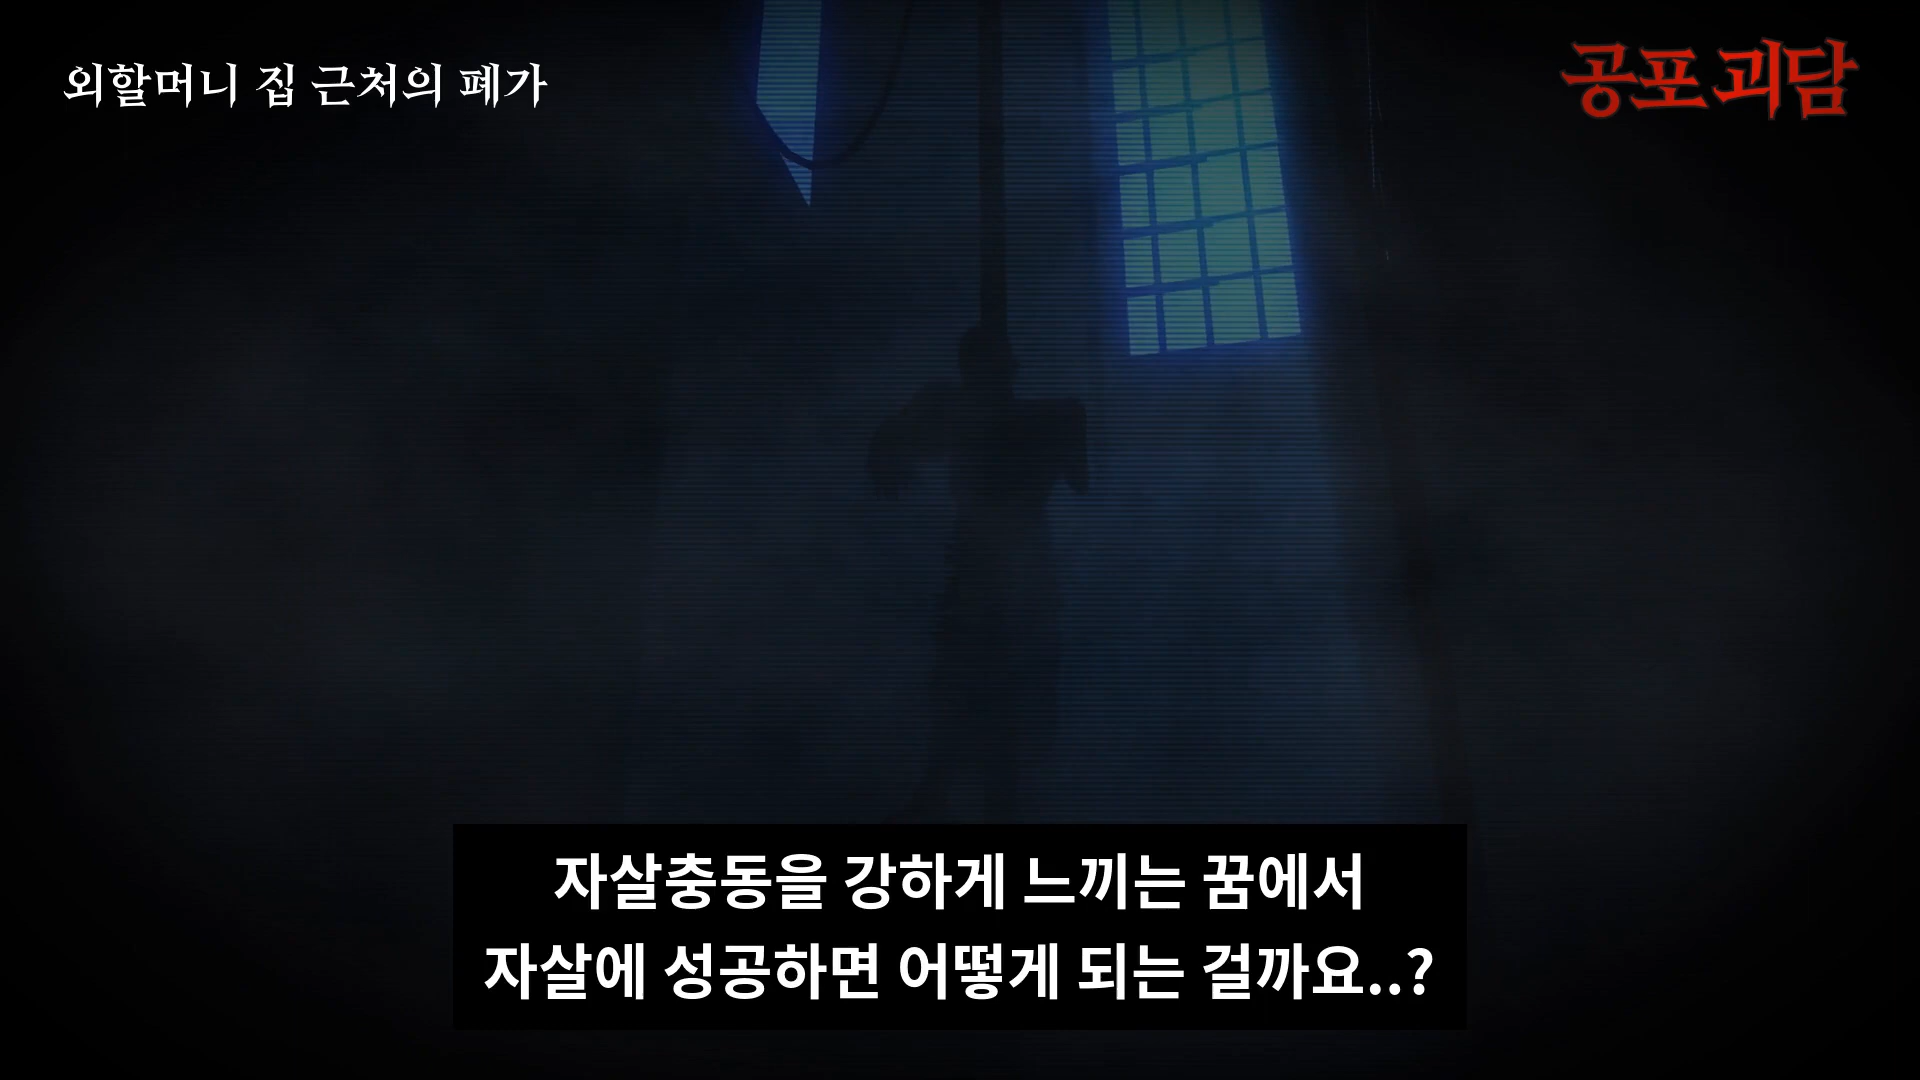 외할머니 집 근처의 폐가
공포 괴담
자살충동을 강하게 느끼는 꿈에서
자살에 성공하면 어떻게 되는 걸까요..?